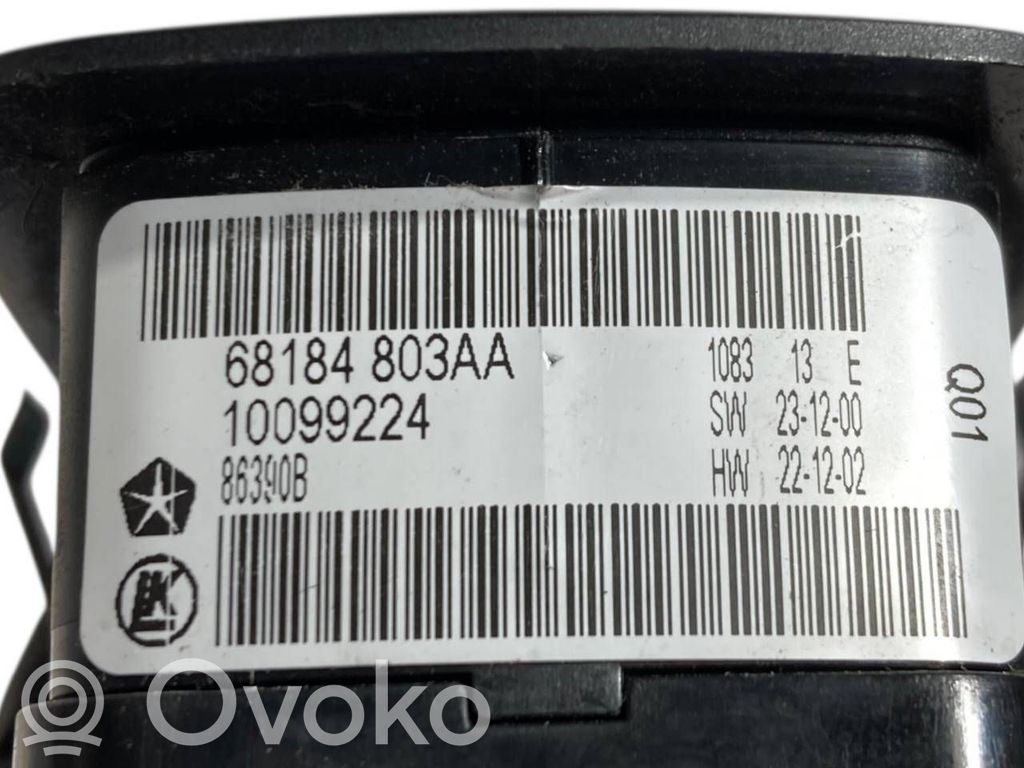 68184 803AA
10099224
86390B
1083 13 E
SW 23-12-00
HW 22-12-02
Q01
Ovoko